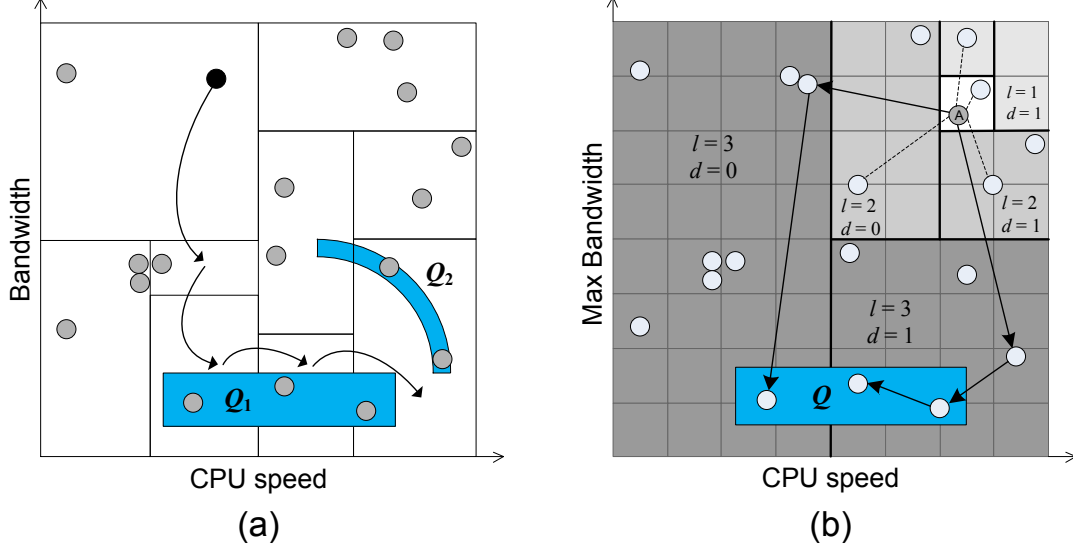 Bandwidth
Q2
Q1
CPU speed
(a)
Max Bandwidth
A
l = 1
d = 1
l = 3
d = 0
l = 2
d = 0
l = 2
d = 1
l = 3
d = 1
Q
CPU speed
(b)